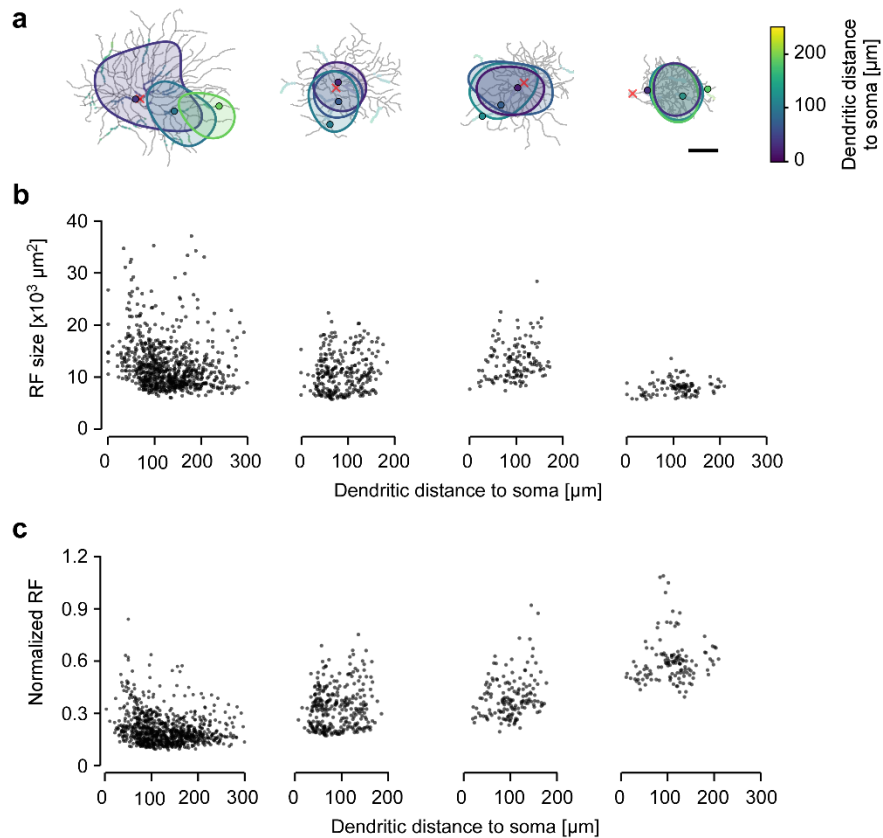 a
200
100
0
Dendritic distance
to soma [µm]
b
40
30
20
10
0
RF size [x10³ µm²]
0 100 200 300
0 100 200
0 100 200
0 100 200 300
Dendritic distance to soma [µm]
c
1.2
0.9
0.6
0.3
0
Normalized RF
0 100 200 300
0 100 200
0 100 200
0 100 200 300
Dendritic distance to soma [µm]